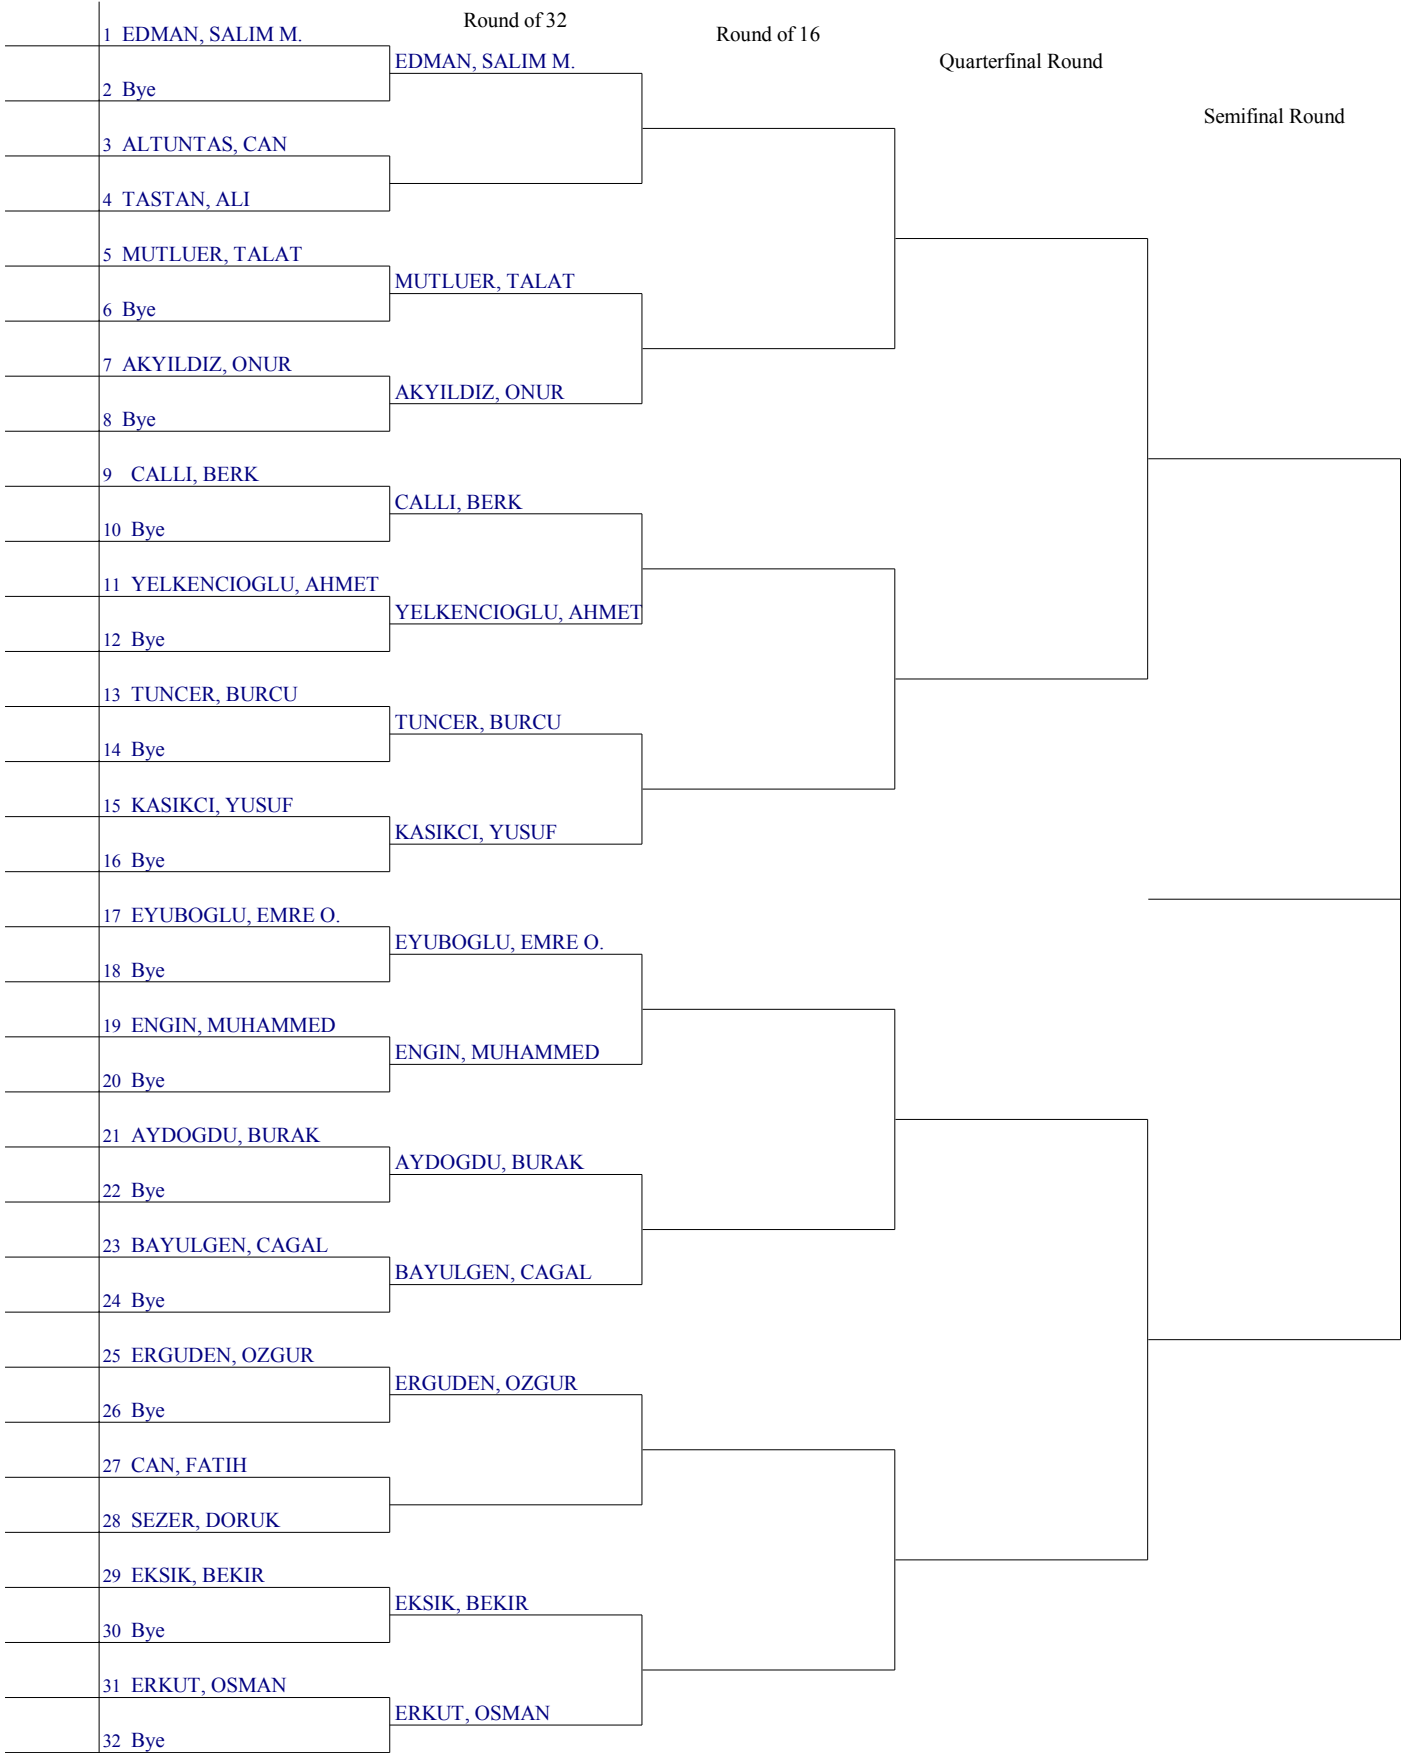 Round of 32
Round of 16
Quarterfinal Round
Semifinal Round
1 EDMAN, SALIM M.
EDMAN, SALIM M.
2 Bye
3 ALTUNTAS, CAN
4 TASTAN, ALI
5 MUTLUER, TALAT
MUTLUER, TALAT
6 Bye
7 AKYILDIZ, ONUR
AKYILDIZ, ONUR
8 Bye
9 CALLI, BERK
CALLI, BERK
10 Bye
11 YELKENCIOGLU, AHMET
YELKENCIOGLU, AHMET
12 Bye
13 TUNCER, BURCU
TUNCER, BURCU
14 Bye
15 KASIKCI, YUSUF
KASIKCI, YUSUF
16 Bye
17 EYUBOGLU, EMRE O.
EYUBOGLU, EMRE O.
18 Bye
19 ENGIN, MUHAMMED
ENGIN, MUHAMMED
20 Bye
21 AYDOGDU, BURAK
AYDOGDU, BURAK
22 Bye
23 BAYULGEN, CAGAL
BAYULGEN, CAGAL
24 Bye
25 ERGUDEN, OZGUR
ERGUDEN, OZGUR
26 Bye
27 CAN, FATIH
28 SEZER, DORUK
29 EKSIK, BEKIR
EKSIK, BEKIR
30 Bye
31 ERKUT, OSMAN
ERKUT, OSMAN
32 Bye